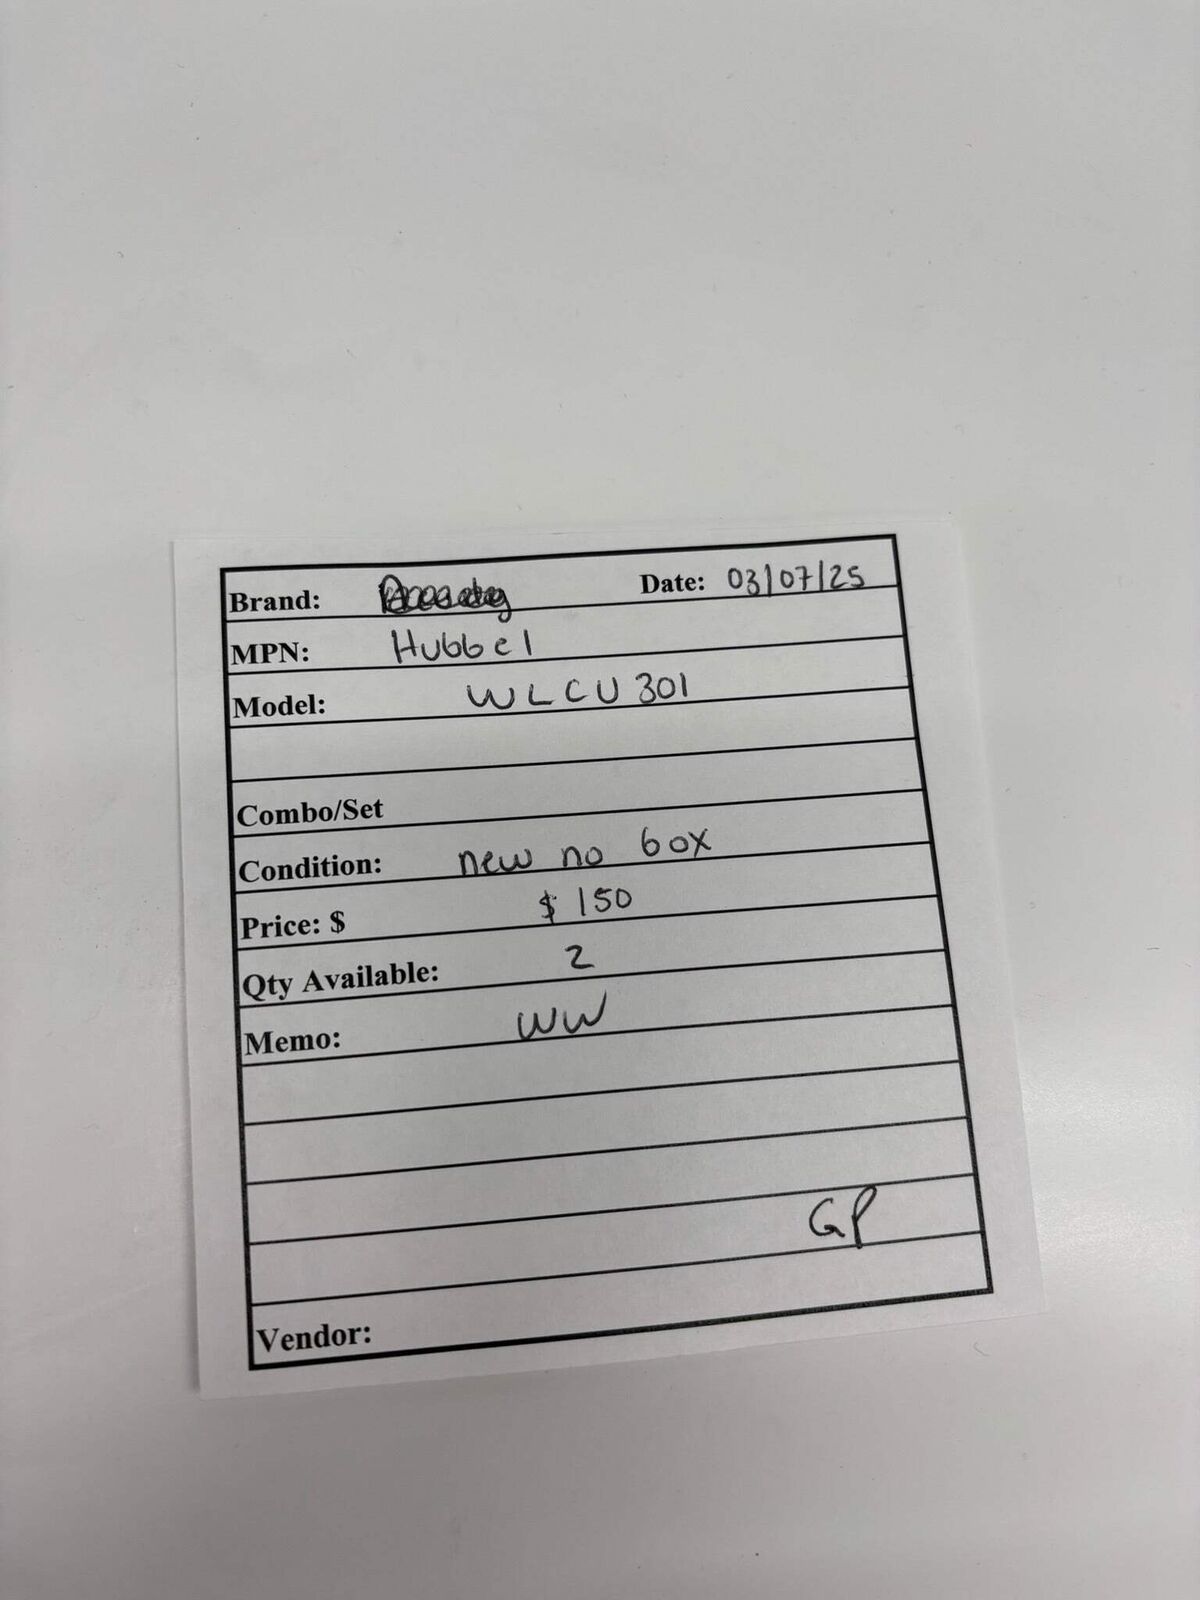 Brand: Date: 03/07/25
MPN: Hubbel
Model: WLCU301
Combo/Set
Condition: new no box
Price: $ $150
Qty Available: 2
Memo: WW
GP
Vendor: